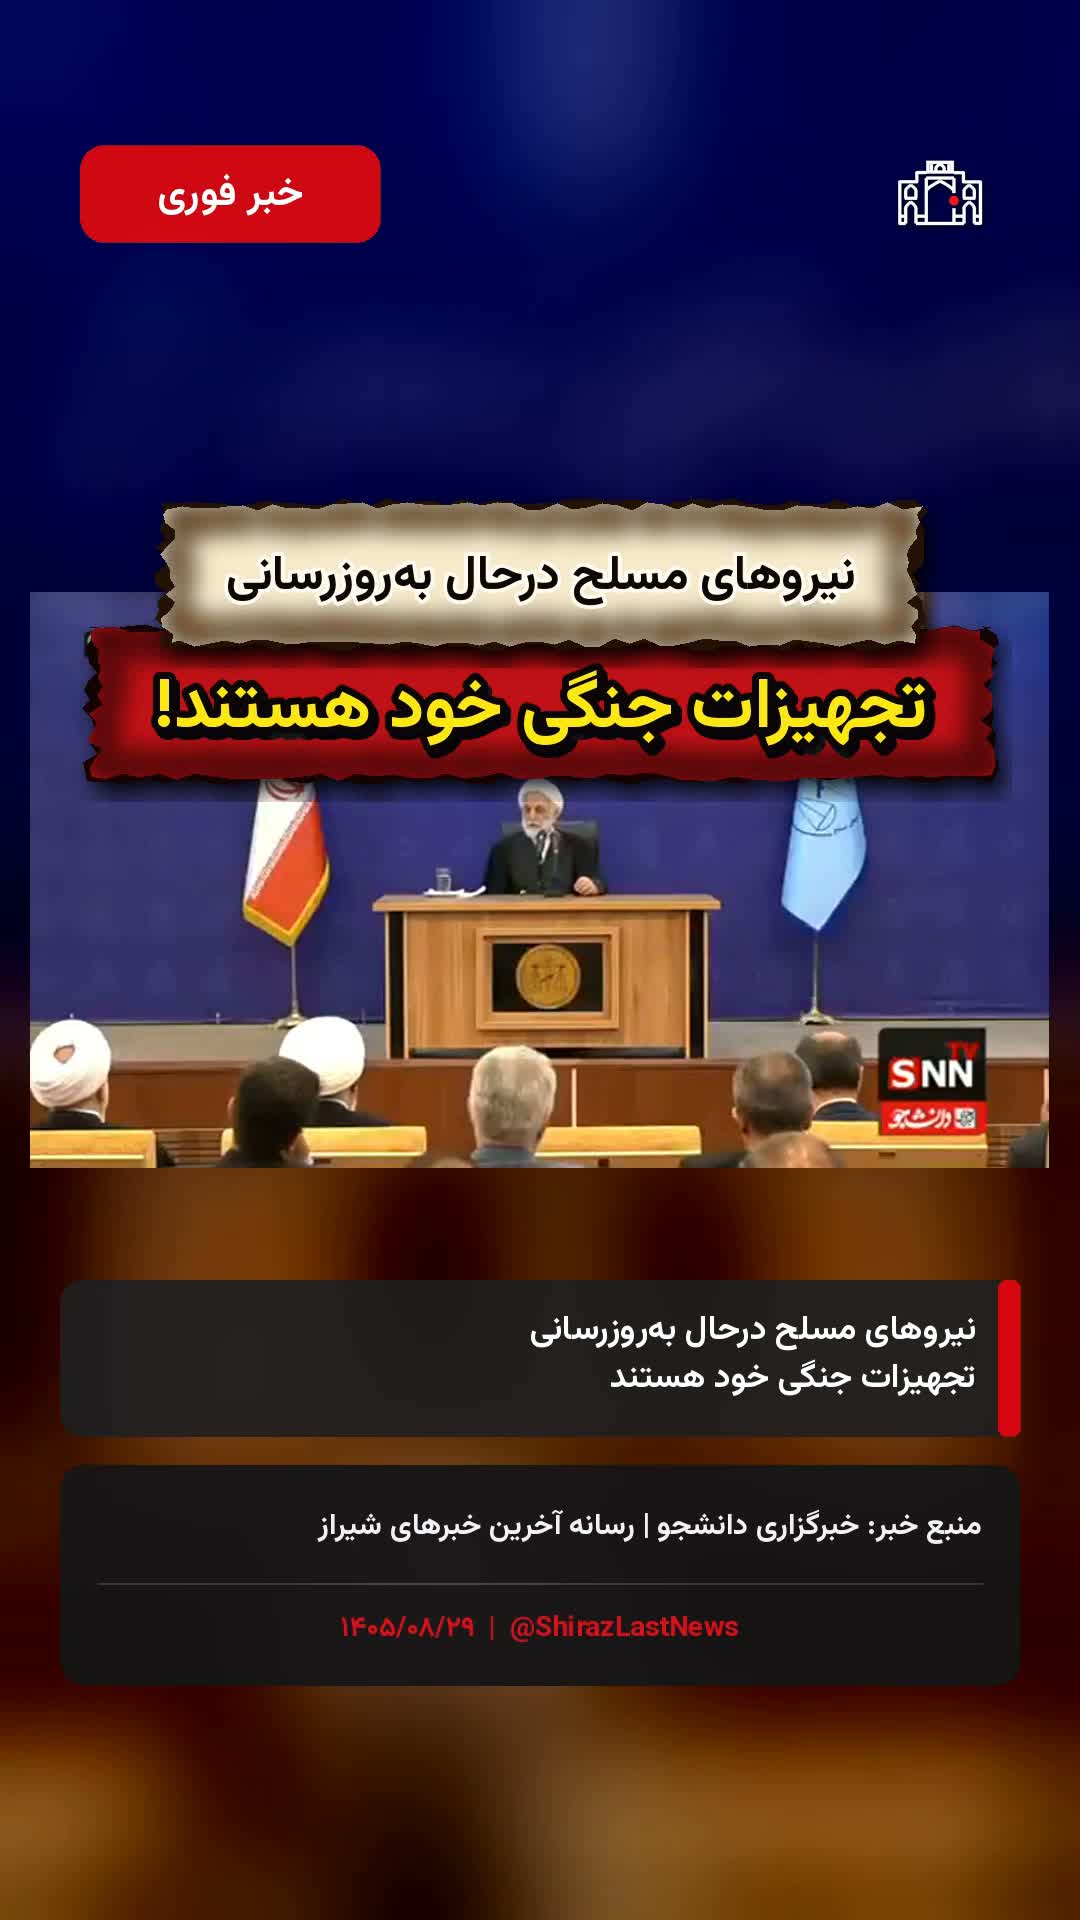 خبر فوری
نیروهای مسلح درحال به‌روزرسانی
تجهیزات جنگی خود هستند!
SNN TV
دانشجو
نیروهای مسلح درحال به‌روزرسانی
تجهیزات جنگی خود هستند
منبع خبر: خبرگزاری دانشجو | رسانه آخرین خبرهای شیراز
@ShirazLastNews | ۱۴۰۵/۰۸/۲۹